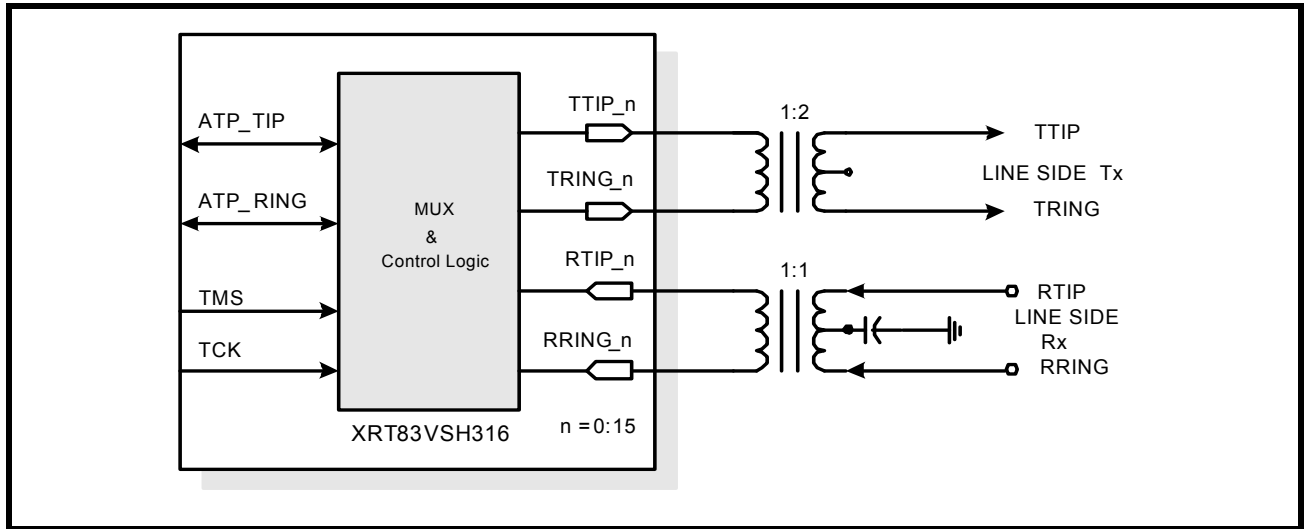 ATP_TIP
ATP_RING
TMS
TCK
MUX
&
Control Logic
XRT83VSH316
n = 0:15
TTIP_n
TRING_n
RTIP_n
RRING_n
1:2
1:1
TTIP
LINE SIDE Tx
TRING
RTIP
LINE SIDE
Rx
RRING